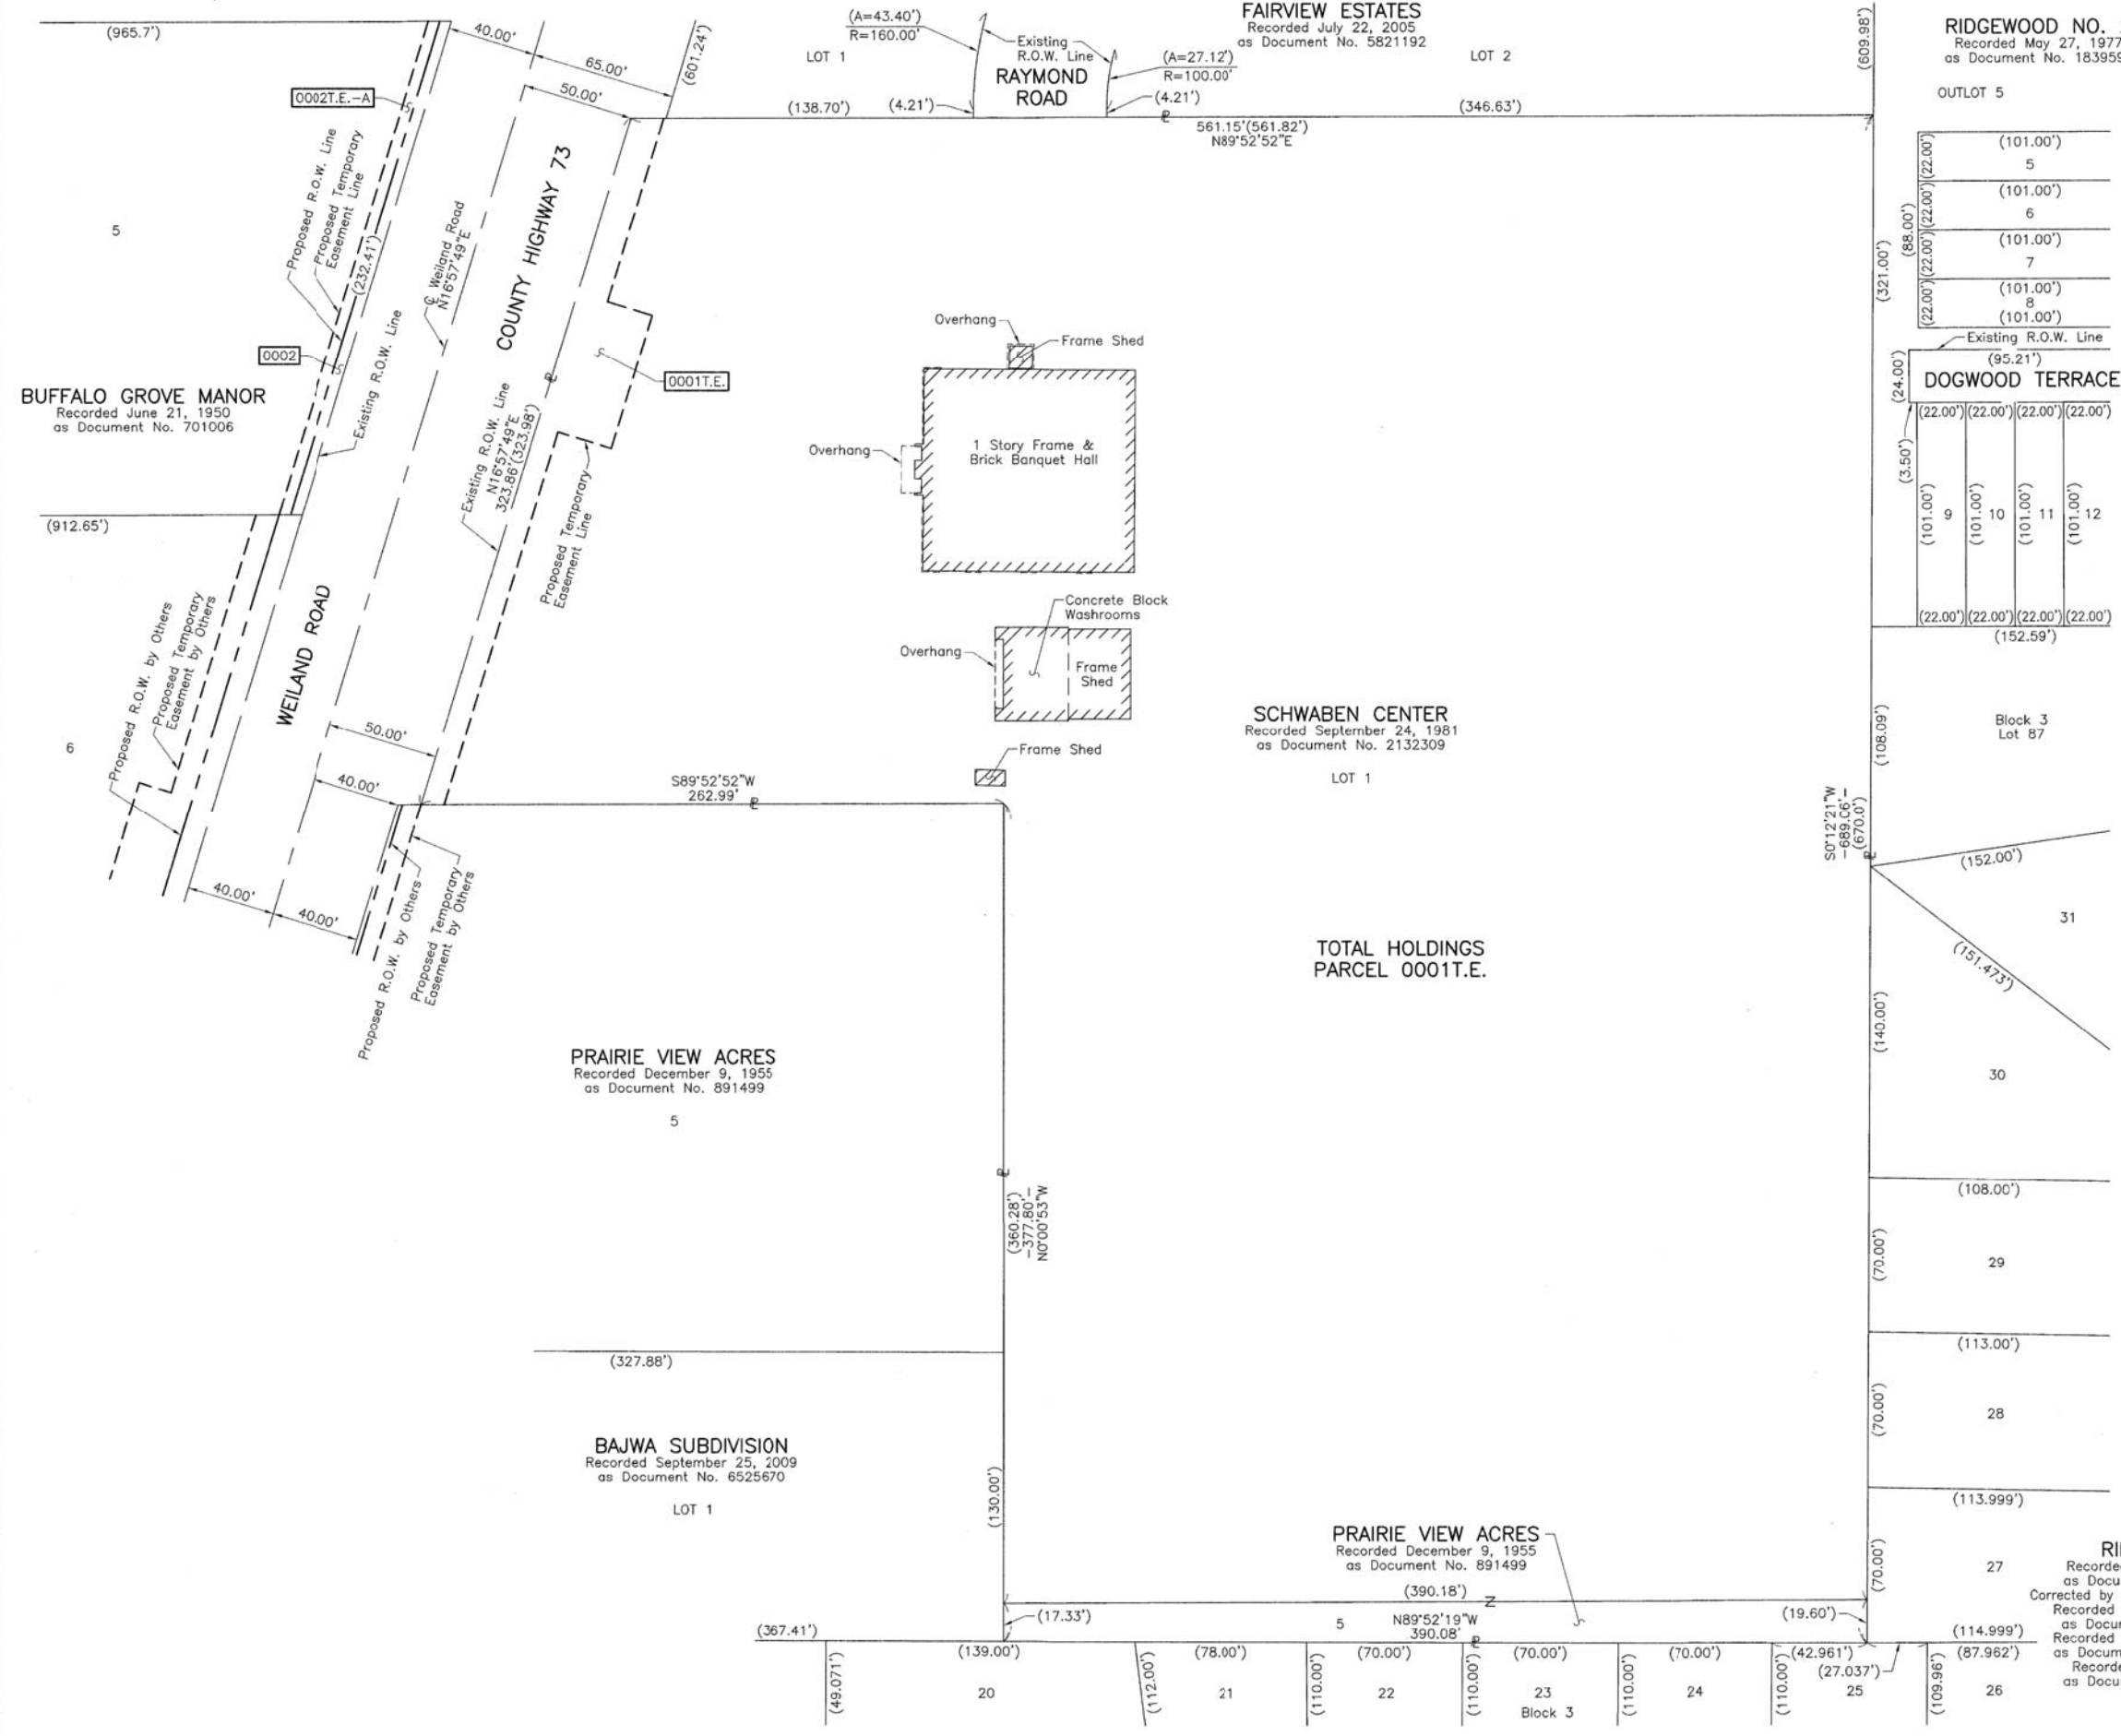 (965.7')
40.00'
65.00'
50.00'
(601.24')
0002T.E.-A
Proposed R.O.W. Line
Proposed Temporary
Easement Line
(232.41')
5
0002
BUFFALO GROVE MANOR
Recorded June 21, 1950
as Document No. 701006
Existing R.O.W. Line
℄ Weiland Road
N16°57'49"E
COUNTY HIGHWAY 73
Existing R.O.W. Line
N16°57'49"E
323.86'(323.98')
0001T.E.
Proposed Temporary
Easement Line
(912.65')
6
Proposed R.O.W. by Others
Proposed Temporary
Easement by Others
WEILAND ROAD
50.00'
40.00'
40.00'
40.00'
Proposed R.O.W. by Others
Proposed Temporary
Easement by Others
LOT 1
(A=43.40')
R=160.00'
Existing
R.O.W. Line
RAYMOND
ROAD
(138.70')
(4.21')
(A=27.12')
R=100.00'
(4.21')
FAIRVIEW ESTATES
Recorded July 22, 2005
as Document No. 5821192
LOT 2
(346.63')
561.15'(561.82')
N89°52'52"E
(609.98')
RIDGEWOOD NO.
Recorded May 27, 1977
as Document No. 183959
OUTLOT 5
(101.00')
(22.00')
5
(101.00')
(22.00')
6
(88.00')
(101.00')
(22.00')
7
(101.00')
(22.00')
8
(101.00')
(321.00')
Existing R.O.W. Line
(95.21')
(24.00')
DOGWOOD TERRACE
(22.00') (22.00') (22.00') (22.00')
(3.50')
(101.00') 9 (101.00') 10 (101.00') 11 (101.00') 12
(22.00') (22.00') (22.00') (22.00')
(152.59')
Overhang
Frame Shed
Overhang
1 Story Frame &
Brick Banquet Hall
Concrete Block
Washrooms
Overhang
Frame
Shed
Frame Shed
S89°52'52"W
262.99'
SCHWABEN CENTER
Recorded September 24, 1981
as Document No. 2132309
LOT 1
(108.09')
Block 3
Lot 87
S0°12'21"W
-689.06'-
(670.0')
(152.00')
31
(151.473')
TOTAL HOLDINGS
PARCEL 0001T.E.
(140.00')
30
PRAIRIE VIEW ACRES
Recorded December 9, 1955
as Document No. 891499
5
(360.28')
-377.80'-
N0°00'53"W
(108.00')
(70.00')
29
(113.00')
(327.88')
(70.00')
28
BAJWA SUBDIVISION
Recorded September 25, 2009
as Document No. 6525670
LOT 1
(130.00')
(113.999')
PRAIRIE VIEW ACRES
Recorded December 9, 1955
as Document No. 891499
(390.18')
(70.00')
27
RI
Recorde
as Docu
Corrected by
Recorded
as Docu
Recorded
as Docum
Recorde
as Docu
(17.33')
5
N89°52'19"W
390.08'
(19.60')
(114.999')
(367.41')
(139.00')
(78.00')
(70.00')
(70.00')
(70.00')
(42.961')
(27.037')
(87.962')
(49.071')
20
(112.00')
21
(110.00')
22
(110.00')
23
Block 3
(110.00')
24
(110.00')
25
(109.96')
26